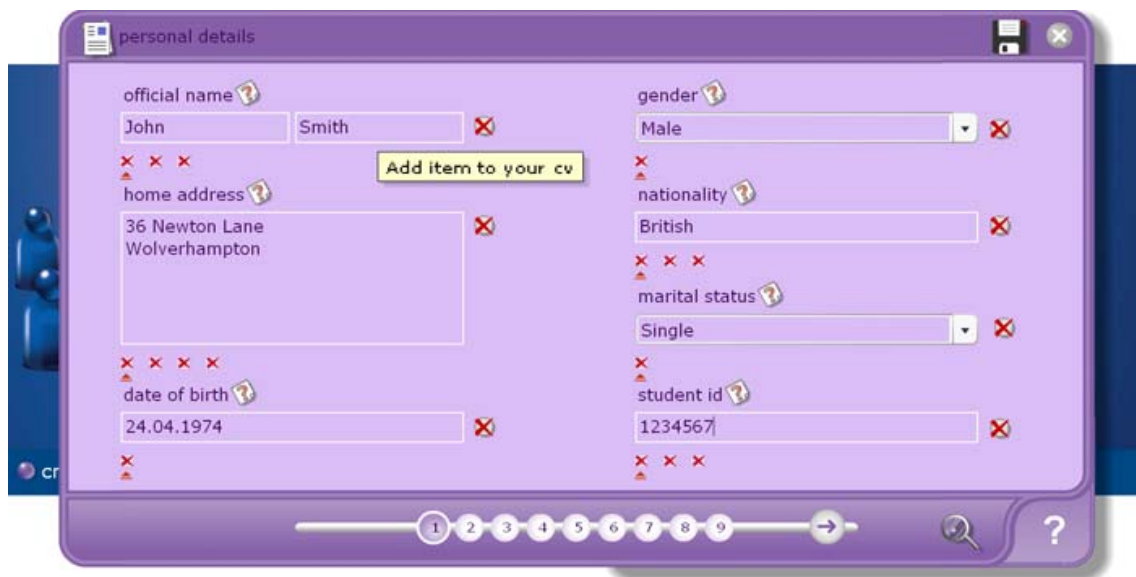 personal details
official name
John Smith
Add item to your cv
home address
36 Newton Lane
Wolverhampton
date of birth
24.04.1974
gender
Male
nationality
British
marital status
Single
student id
1234567
cr
1 2 3 4 5 6 7 8 9
?